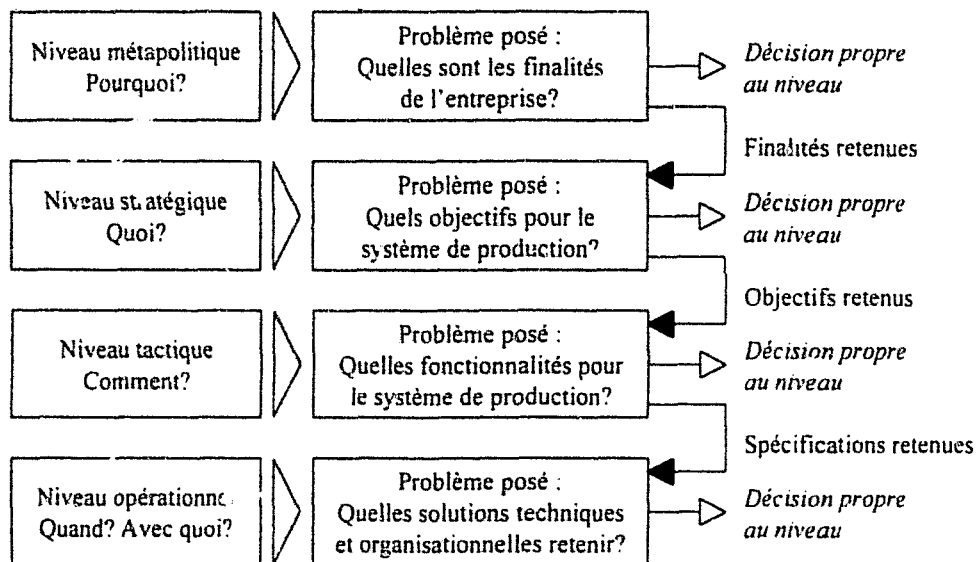 Niveau métapolitique
Pourquoi?
Problème posé :
Quelles sont les finalités
de l'entreprise?
Décision propre
au niveau
Finalités retenues
Niveau stratégique
Quoi?
Problème posé :
Quels objectifs pour le
système de production?
Décision propre
au niveau
Objectifs retenus
Niveau tactique
Comment?
Problème posé :
Quelles fonctionnalités pour
le système de production?
Décision propre
au niveau
Spécifications retenues
Niveau
Quand? Avec quoi?
Problème posé :
Quelles solutions techniques
et organisationnelles retenir?
Décision propre
au niveau